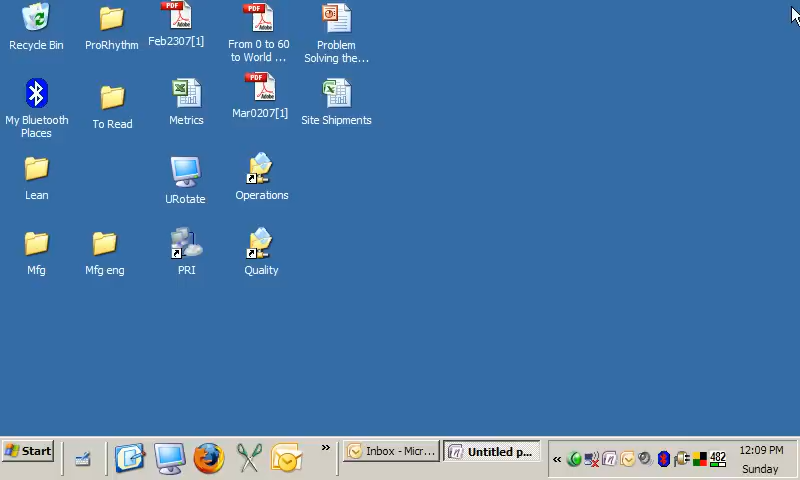 Recycle Bin
ProRhythm
Feb2307[1]
From 0 to 60
to World ...
Problem
Solving the...
My Bluetooth
Places
To Read
Metrics
Mar0207[1]
Site Shipments
Lean
URotate
Operations
Mfg
Mfg eng
PRI
Quality
Start
Inbox - Micr...
Untitled p...
482
12:09 PM
Sunday